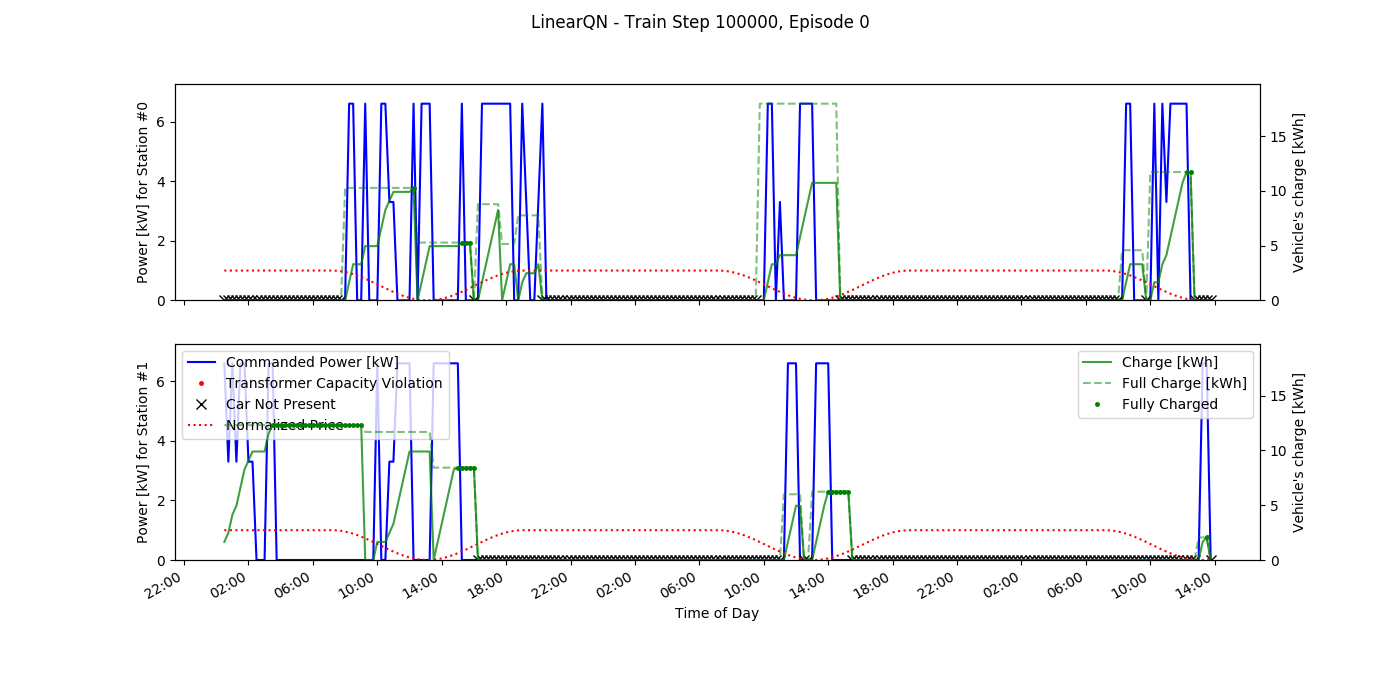 LinearQN - Train Step 100000, Episode 0
Power [kW] for Station #0
6
4
2
0
15
10
5
0
Vehicle's charge [kWh]
Power [kW] for Station #1
6
4
2
0
Commanded Power [kW]
Transformer Capacity Violation
Car Not Present
Normalized Price
Charge [kWh]
Full Charge [kWh]
Fully Charged
15
10
5
0
Vehicle's charge [kWh]
22:00 02:00 06:00 10:00 14:00 18:00 22:00 02:00 06:00 10:00 14:00 18:00 22:00 02:00 06:00 10:00 14:00
Time of Day